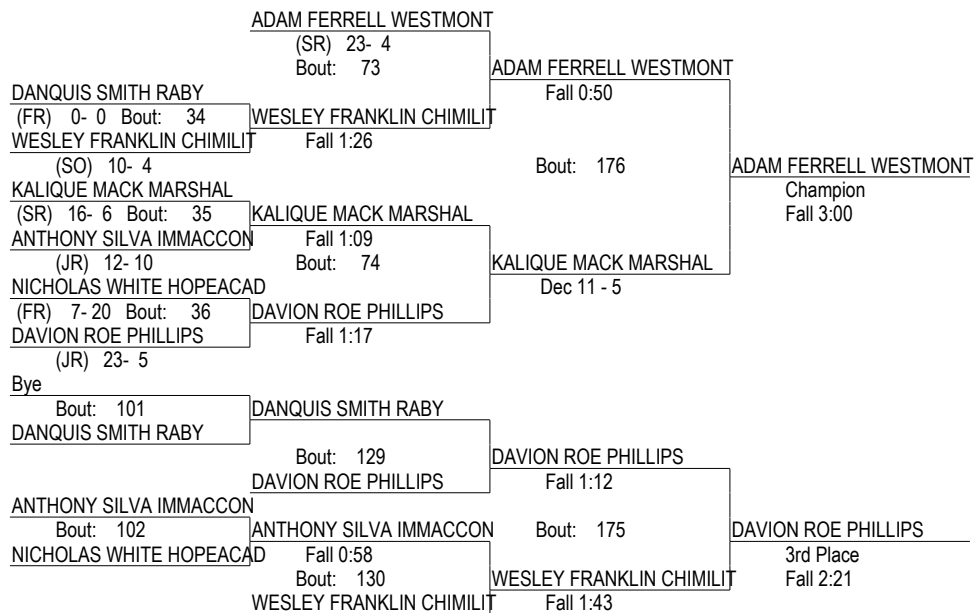 ADAM FERRELL WESTMONT
(SR) 23- 4
Bout: 73
ADAM FERRELL WESTMONT
Fall 0:50
DANQUIS SMITH RABY
(FR) 0- 0 Bout: 34
WESLEY FRANKLIN CHIMILIT
WESLEY FRANKLIN CHIMILIT
Fall 1:26
(SO) 10- 4
Bout: 176
ADAM FERRELL WESTMONT
Champion
Fall 3:00
KALIQUE MACK MARSHAL
(SR) 16- 6 Bout: 35
KALIQUE MACK MARSHAL
ANTHONY SILVA IMMACCON
Fall 1:09
(JR) 12- 10
Bout: 74
KALIQUE MACK MARSHAL
Dec 11 - 5
NICHOLAS WHITE HOPEACAD
(FR) 7- 20 Bout: 36
DAVION ROE PHILLIPS
DAVION ROE PHILLIPS
Fall 1:17
(JR) 23- 5
Bye
Bout: 101
DANQUIS SMITH RABY
DANQUIS SMITH RABY
Bout: 129
DAVION ROE PHILLIPS
DAVION ROE PHILLIPS
Fall 1:12
ANTHONY SILVA IMMACCON
Bout: 102
ANTHONY SILVA IMMACCON
Bout: 175
DAVION ROE PHILLIPS
NICHOLAS WHITE HOPEACAD
Fall 0:58
3rd Place
Bout: 130
WESLEY FRANKLIN CHIMILIT
Fall 2:21
WESLEY FRANKLIN CHIMILIT
Fall 1:43